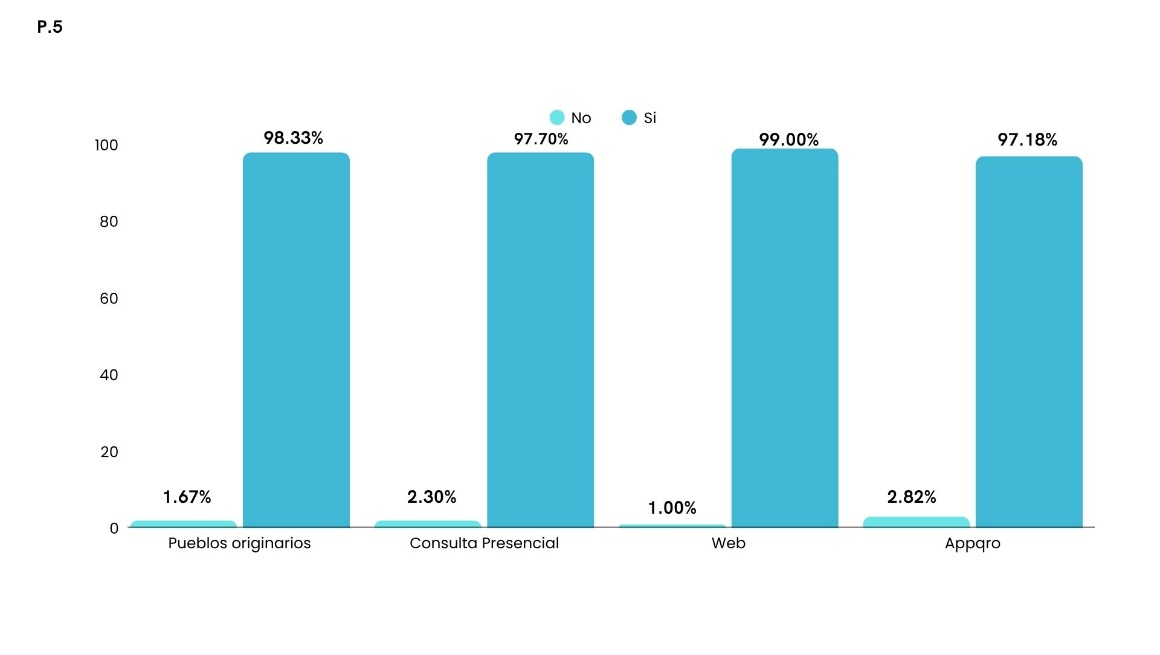 P.5
No Si
98.33% 97.70% 99.00% 97.18%
100
80
60
40
20
1.67% 2.30% 1.00% 2.82%
0
Pueblos originarios Consulta Presencial Web Appqro